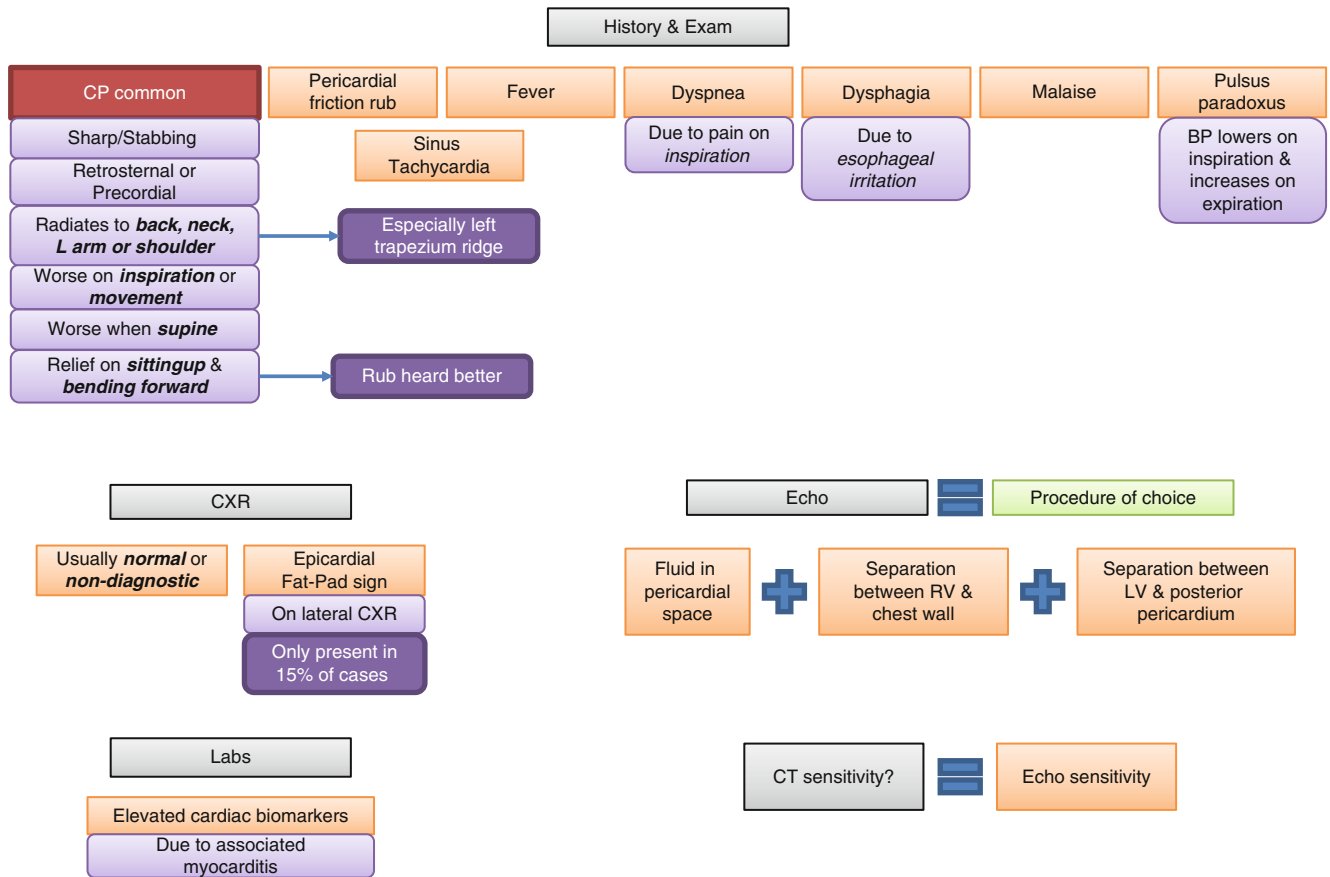 History & Exam
CP common
Sharp/Stabbing
Retrosternal or
Precordial
Radiates to back, neck,
L arm or shoulder
Worse on inspiration or
movement
Worse when supine
Relief on sittingup &
bending forward
Especially left
trapezium ridge
Rub heard better
Pericardial
friction rub
Sinus
Tachycardia
Fever
Dyspnea
Due to pain on
inspiration
Dysphagia
Due to
esophageal
irritation
Malaise
Pulsus
paradoxus
BP lowers on
inspiration &
increases on
expiration
CXR
Usually normal or
non-diagnostic
Epicardial
Fat-Pad sign
On lateral CXR
Only present in
15% of cases
Echo
Procedure of choice
Fluid in
pericardial
space
Separation
between RV &
chest wall
Separation between
LV & posterior
pericardium
Labs
Elevated cardiac biomarkers
Due to associated
myocarditis
CT sensitivity?
Echo sensitivity